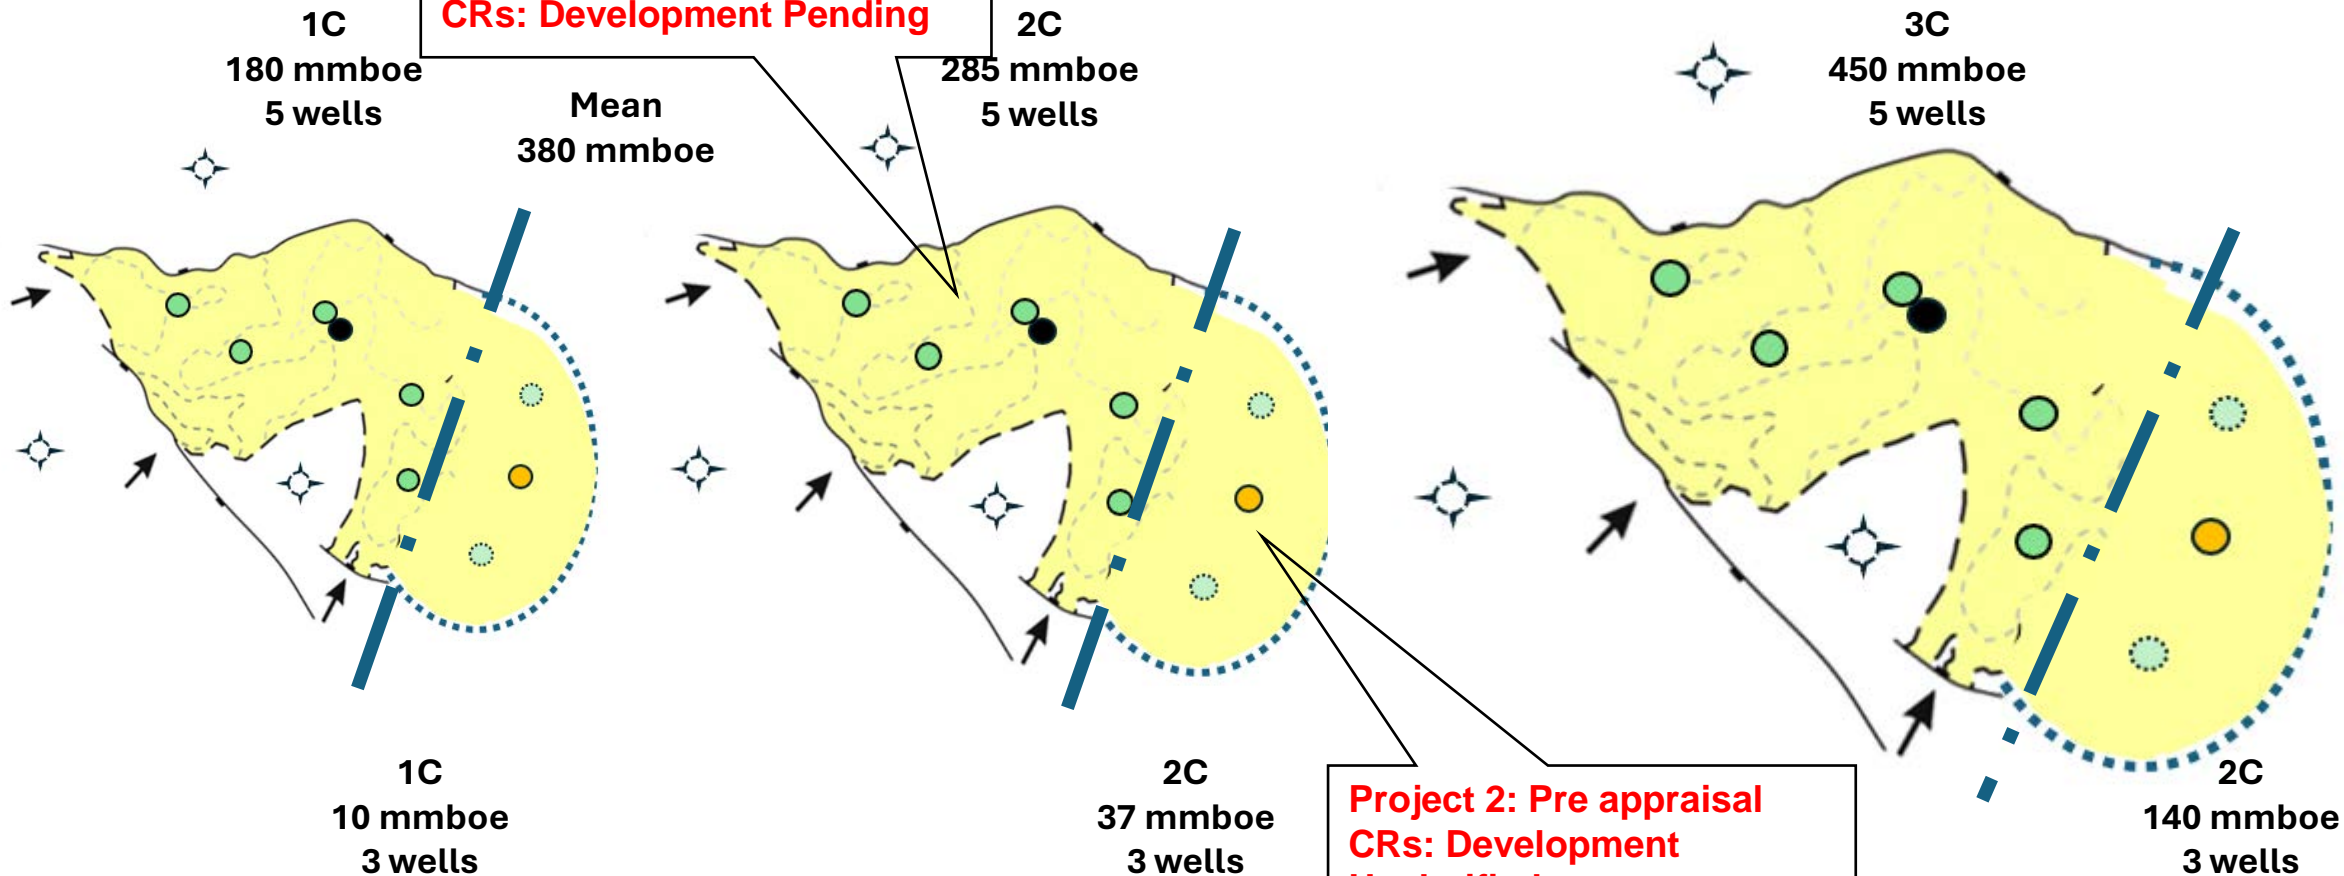 1C
180 mmboe
5 wells
CRs: Development Pending
Mean
380 mmboe
2C
285 mmboe
5 wells
3C
450 mmboe
5 wells
1C
10 mmboe
3 wells
2C
37 mmboe
3 wells
Project 2: Pre appraisal
CRs: Development
2C
140 mmboe
3 wells